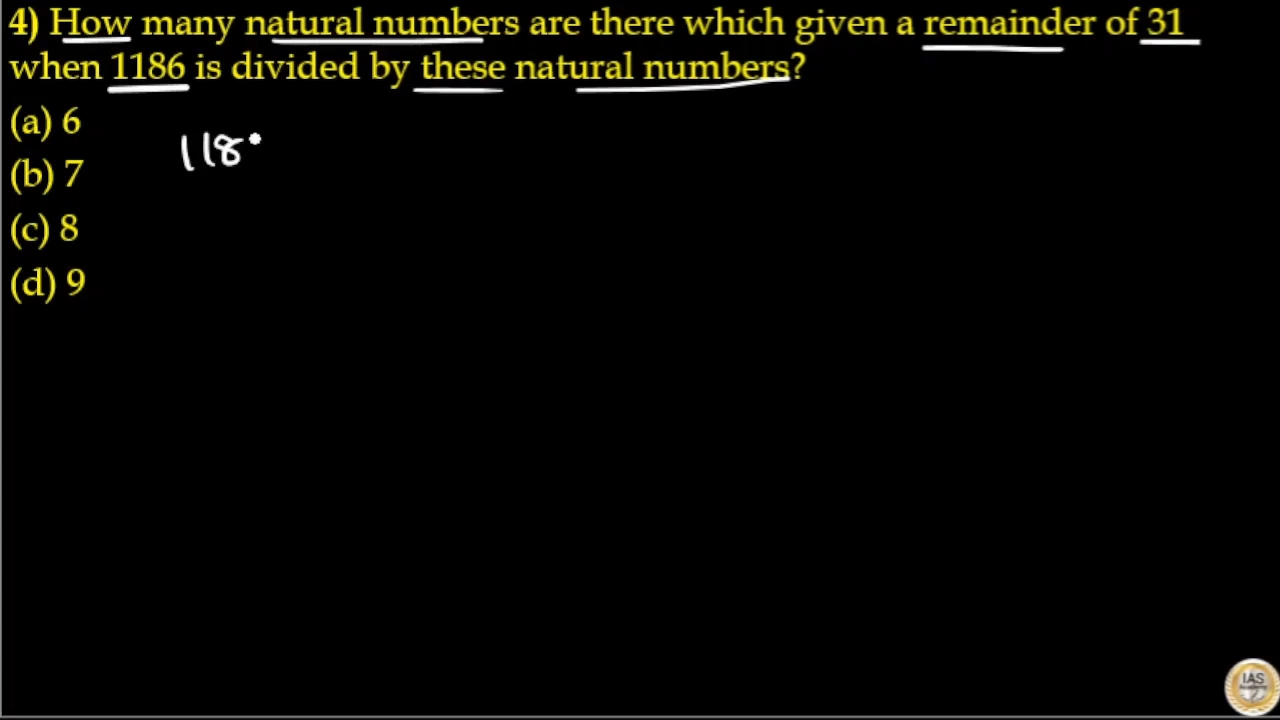 4) How many natural numbers are there which given a remainder of 31
when 1186 is divided by these natural numbers?
(a) 6
118
(b) 7
(c) 8
(d) 9
IAS
Academy